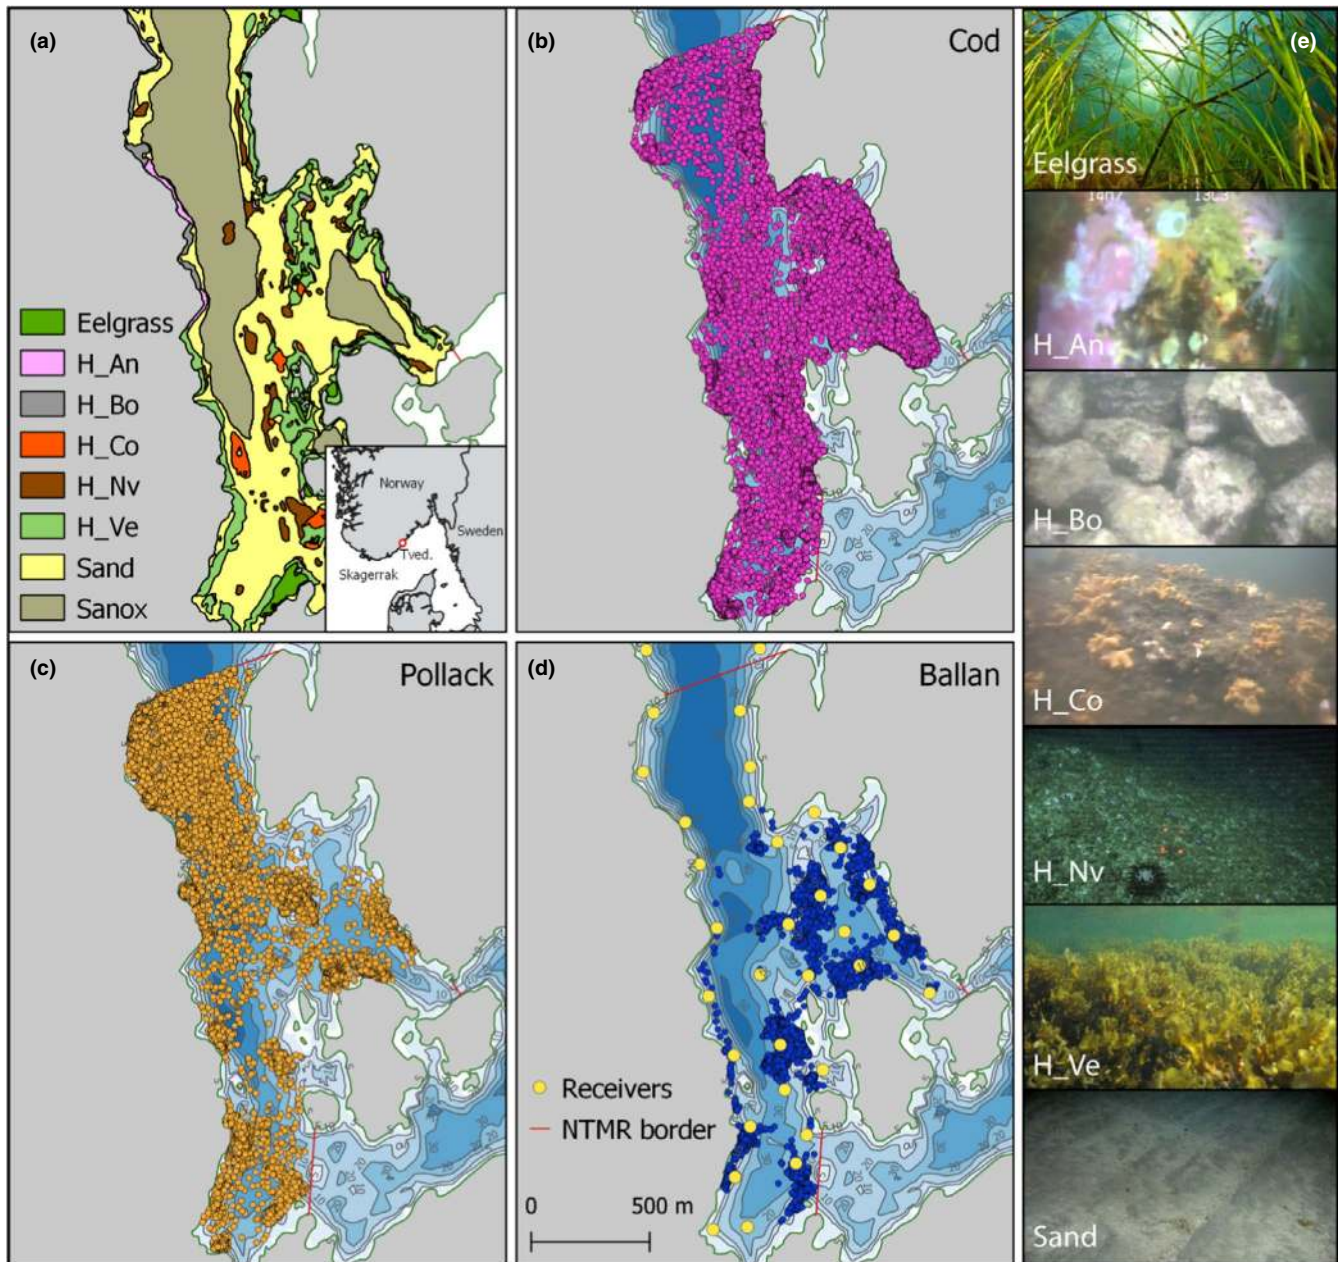 (a)
Eelgrass
H_An
H_Bo
H_Co
H_Nv
H_Ve
Sand
Sanox
Norway
Sweden
Tved.
Skagerrak
(b)
Cod
(c)
Pollack
(d)
Ballan
Receivers
NTMR border
0 500 m
(e)
Eelgrass
H_An
H_Bo
H_Co
H_Nv
H_Ve
Sand